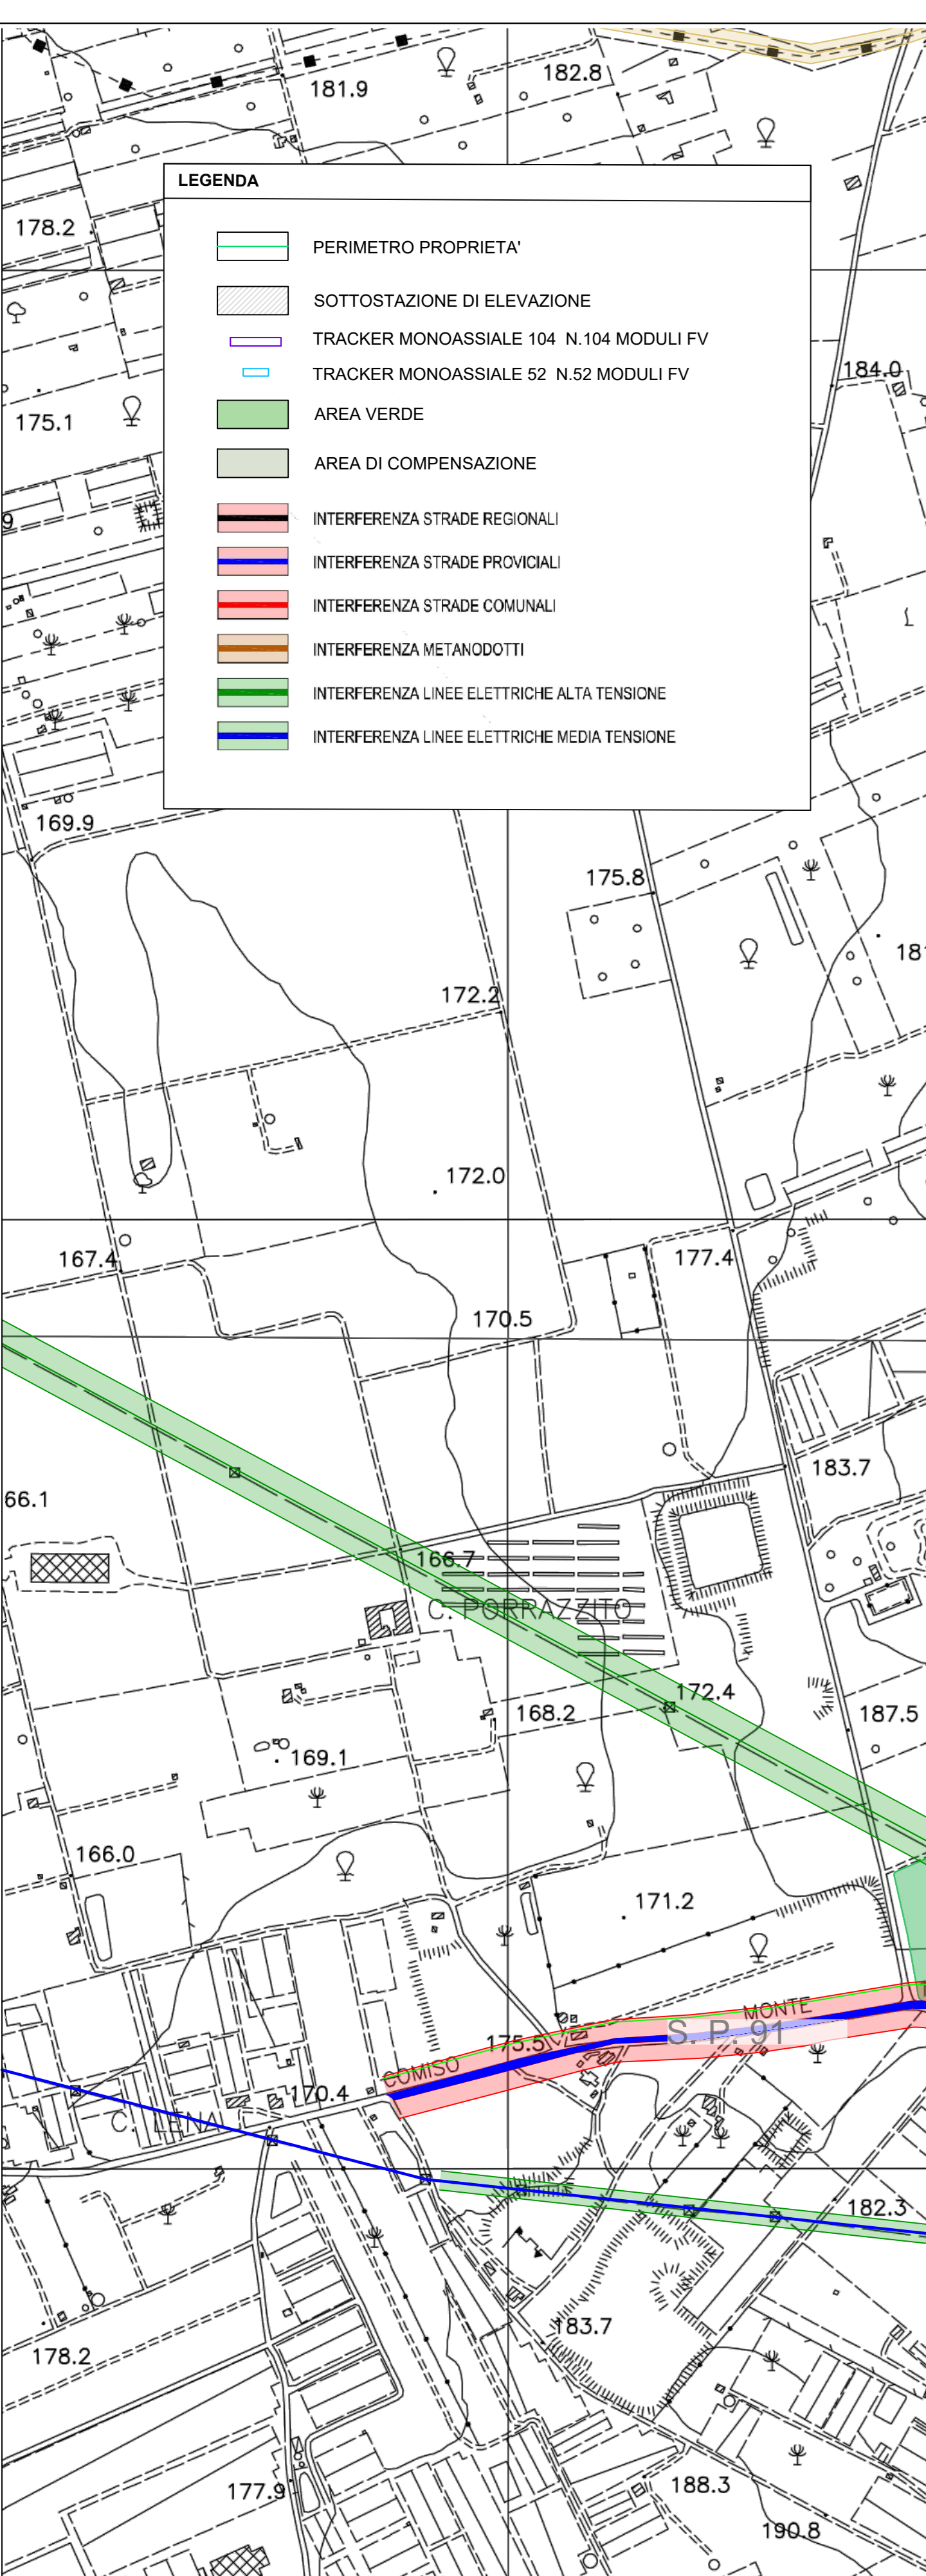 181.9
182.8
LEGENDA
178.2
PERIMETRO PROPRIETA'
SOTTOSTAZIONE DI ELEVAZIONE
TRACKER MONOASSIALE 104 N.104 MODULI FV
TRACKER MONOASSIALE 52 N.52 MODULI FV
184.0
175.1
AREA VERDE
AREA DI COMPENSAZIONE
9
INTERFERENZA STRADE REGIONALI
INTERFERENZA STRADE PROVICIALI
INTERFERENZA STRADE COMUNALI
INTERFERENZA METANODOTTI
INTERFERENZA LINEE ELETTRICHE ALTA TENSIONE
INTERFERENZA LINEE ELETTRICHE MEDIA TENSIONE
169.9
175.8
181
172.2
172.0
167.4
177.4
170.5
183.7
66.1
166.7
C. PORRAZZITO
172.4
168.2
187.5
169.1
166.0
171.2
MONTE
S. P. 91
175.5
COMISO
170.4
C. LENA
182.3
183.7
178.2
177.9
188.3
190.8